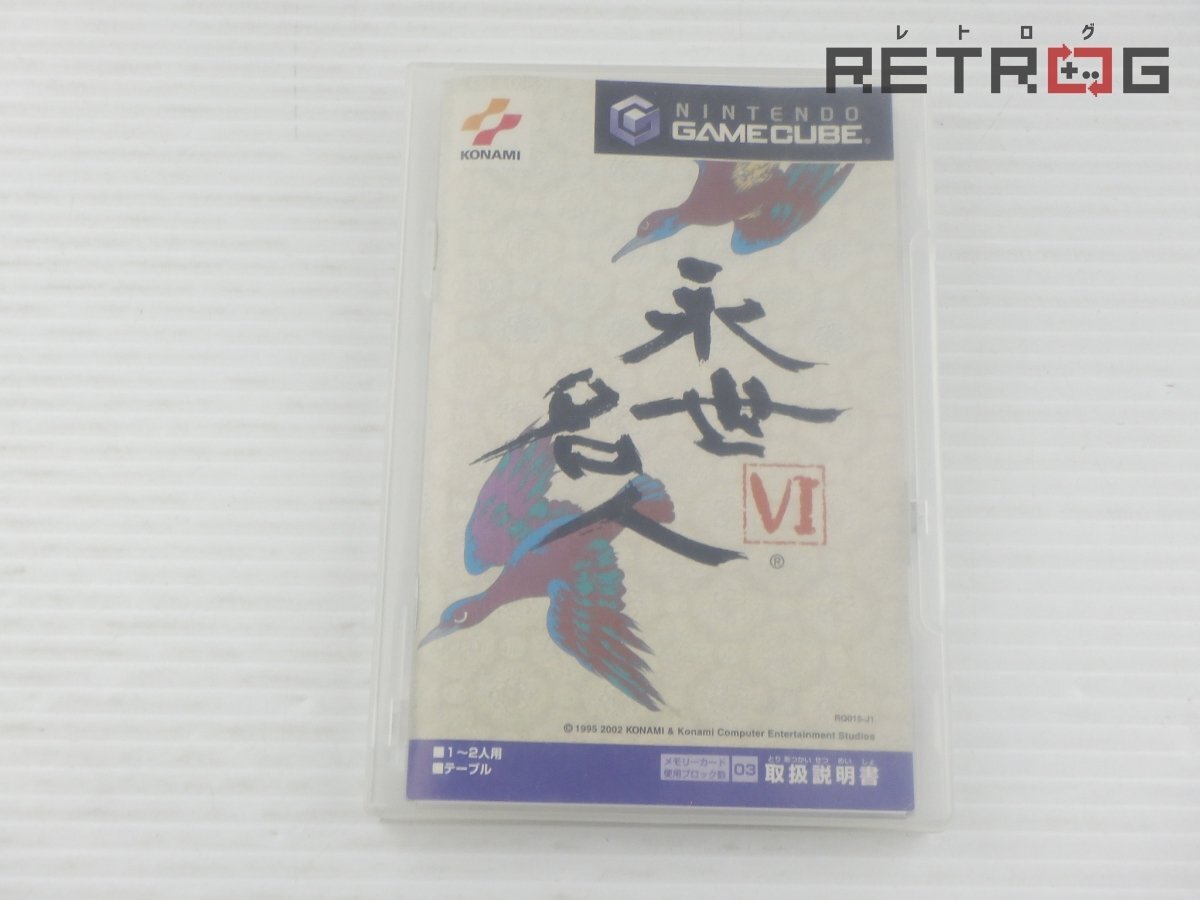 レトログ
RETROG
KONAMI
NINTENDO
GAMECUBE®
永世
名人
VI
®
RQ015-J1
© 1995 2002 KONAMI & Konami Computer Entertainment Studios
■1〜2人用
■テーブル
メモリーカード
使用ブロック数
03
とりあつかいせつめいしょ
取扱説明書